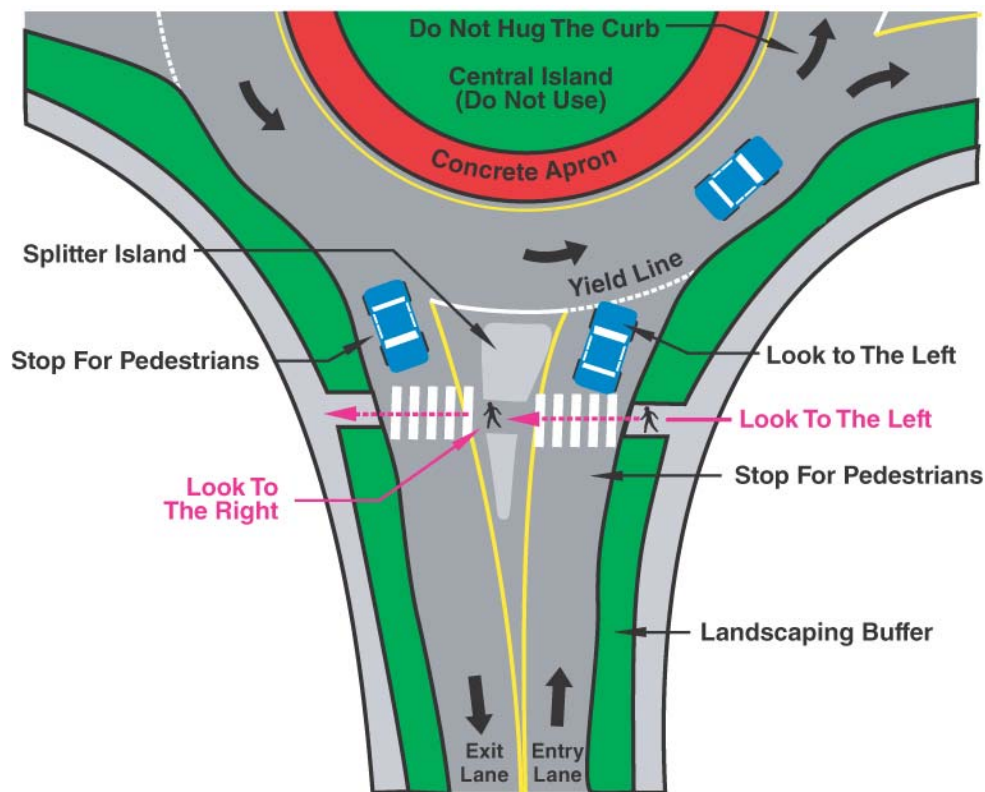 Do Not Hug The Curb
Central Island
(Do Not Use)
Concrete Apron
Splitter Island
Yield Line
Stop For Pedestrians
Look to The Left
Look To The Left
Look To
The Right
Stop For Pedestrians
Landscaping Buffer
Exit
Lane
Entry
Lane